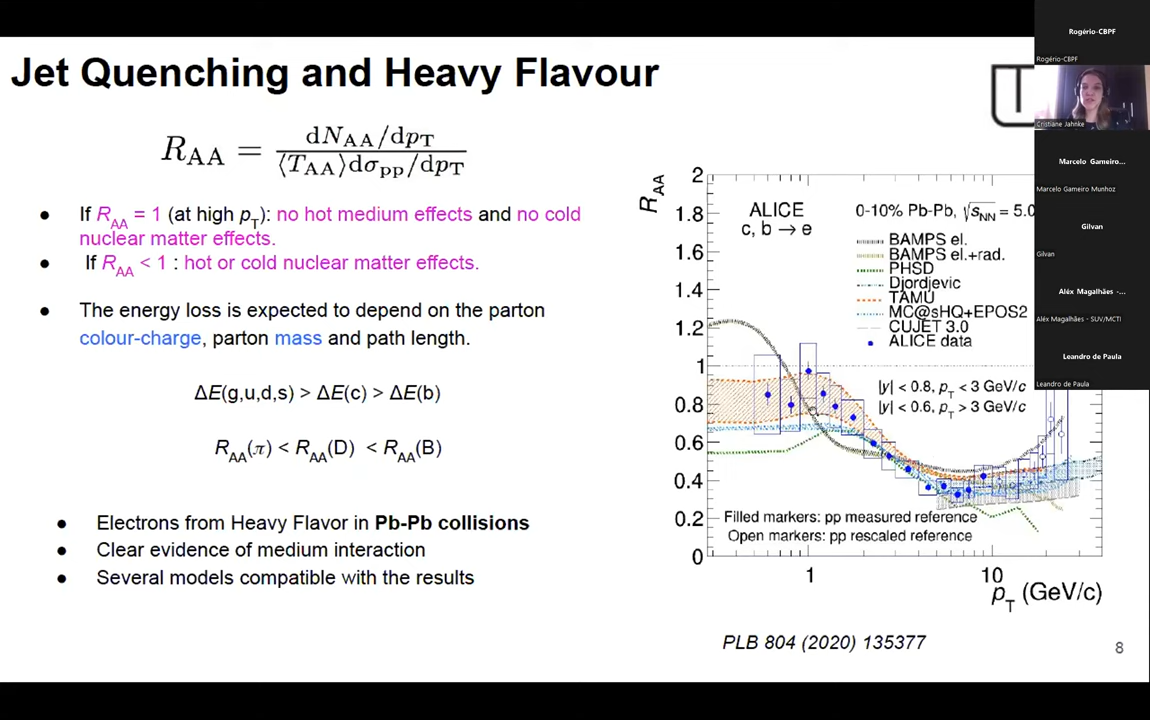 Jet Quenching and Heavy Flavour
R_AA = dN_AA/dp_T / ⟨T_AA⟩dσ_pp/dp_T
● If R_AA = 1 (at high p_T): no hot medium effects and no cold
nuclear matter effects.
● If R_AA < 1 : hot or cold nuclear matter effects.
● The energy loss is expected to depend on the parton
colour-charge, parton mass and path length.
ΔE(g,u,d,s) > ΔE(c) > ΔE(b)
R_AA(π) < R_AA(D) < R_AA(B)
● Electrons from Heavy Flavor in Pb-Pb collisions
● Clear evidence of medium interaction
● Several models compatible with the results
R_AA
2
1.8
1.6
1.4
1.2
1
0.8
0.6
0.4
0.2
0
ALICE
c, b → e
0-10% Pb-Pb, √s_NN = 5.0
BAMPS el.
BAMPS el.+rad.
PHSD
Djordjevic
TAMU
MC@sHQ+EPOS2
CUJET 3.0
ALICE data
|y| < 0.8, p_T < 3 GeV/c
|y| < 0.6, p_T > 3 GeV/c
Filled markers: pp measured reference
Open markers: pp rescaled reference
1
10
p_T (GeV/c)
PLB 804 (2020) 135377
8
Rogério-CBPF
Rogério-CBPF
Cristiane Jahnke
Marcelo Gameiro...
Marcelo Gameiro Munhoz
Gilvan
Gilvan
Aléx Magalhães -...
Aléx Magalhães - SUV/MCTI
Leandro de Paula
Leandro de Paula